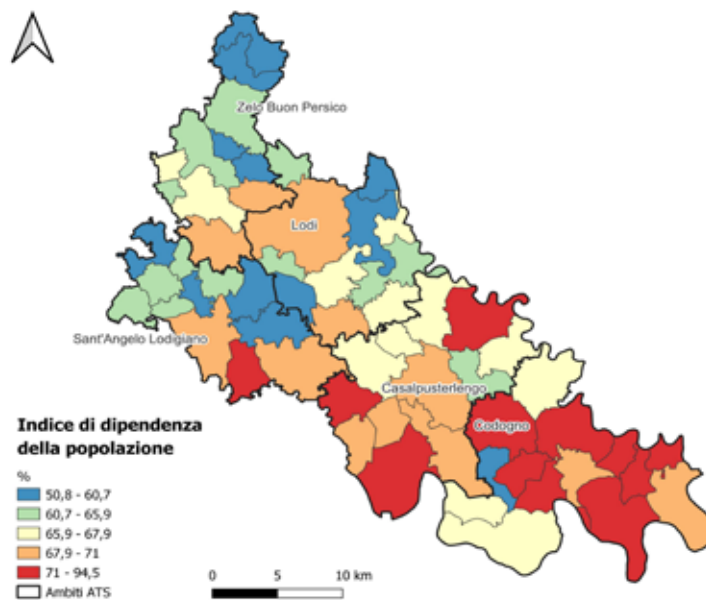 Zelo Buon Persico
Lodi
Sant'Angelo Lodigiano
Casalpusterlengo
Codogno
Indice di dipendenza
della popolazione
%
50,8 - 60,7
60,7 - 65,9
65,9 - 67,9
67,9 - 71
71 - 94,5
Ambiti ATS
0 5 10 km